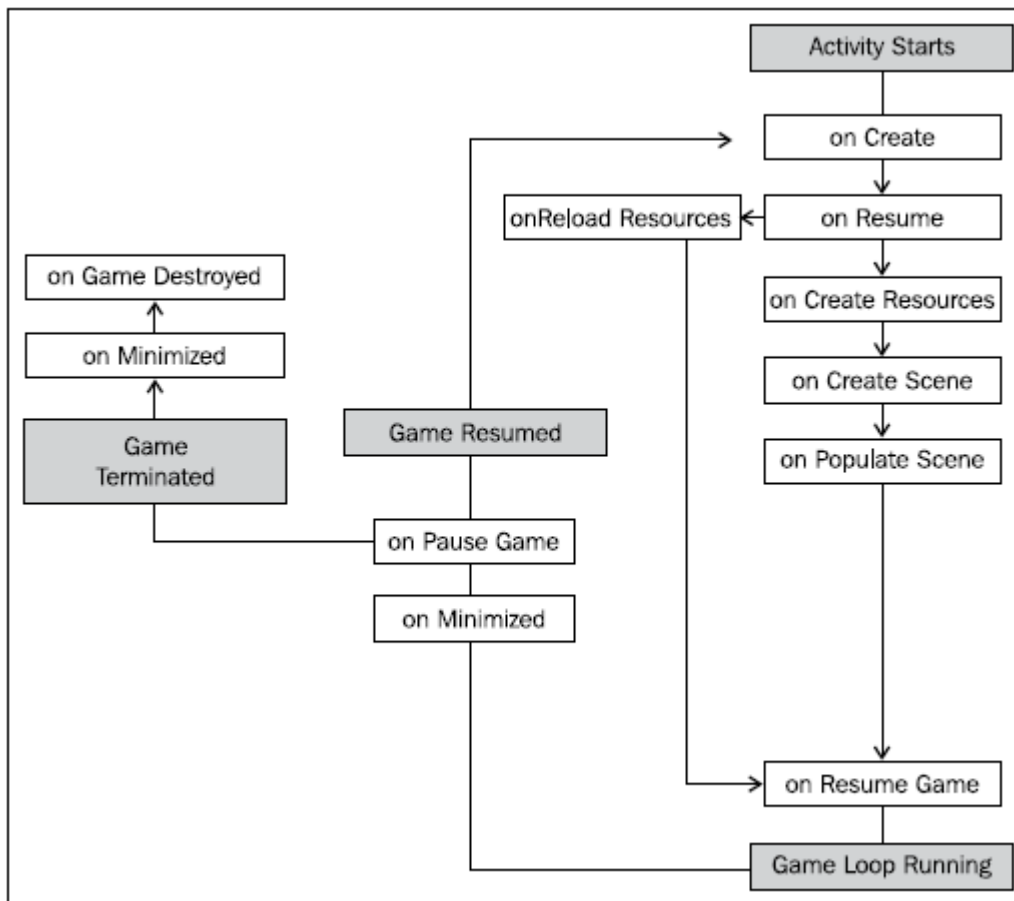 Activity Starts
on Create
onReload Resources
on Resume
on Game Destroyed
on Create Resources
on Minimized
on Create Scene
Game
Terminated
Game Resumed
on Populate Scene
on Pause Game
on Minimized
on Resume Game
Game Loop Running